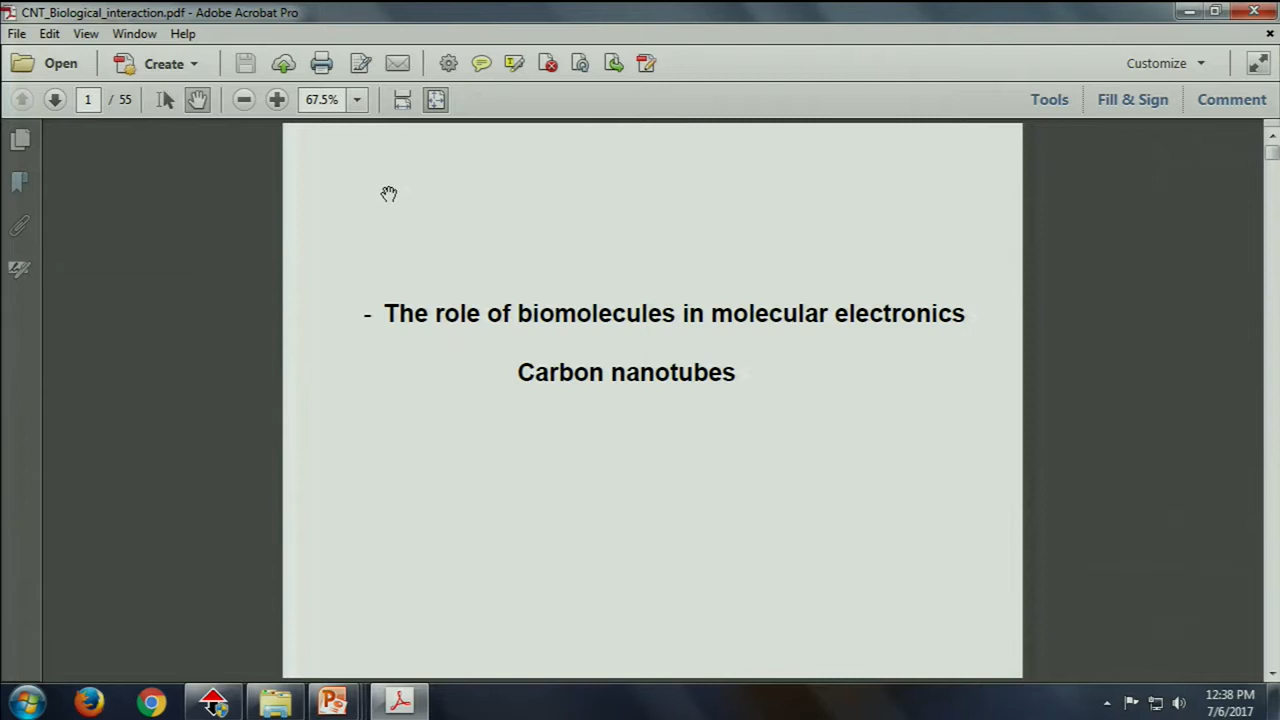 CNT_Biological_interaction.pdf - Adobe Acrobat Pro
File Edit View Window Help
Open Create Customize
1 / 55 67.5% Tools Fill & Sign Comment
- The role of biomolecules in molecular electronics
Carbon nanotubes
12:38 PM
7/6/2017